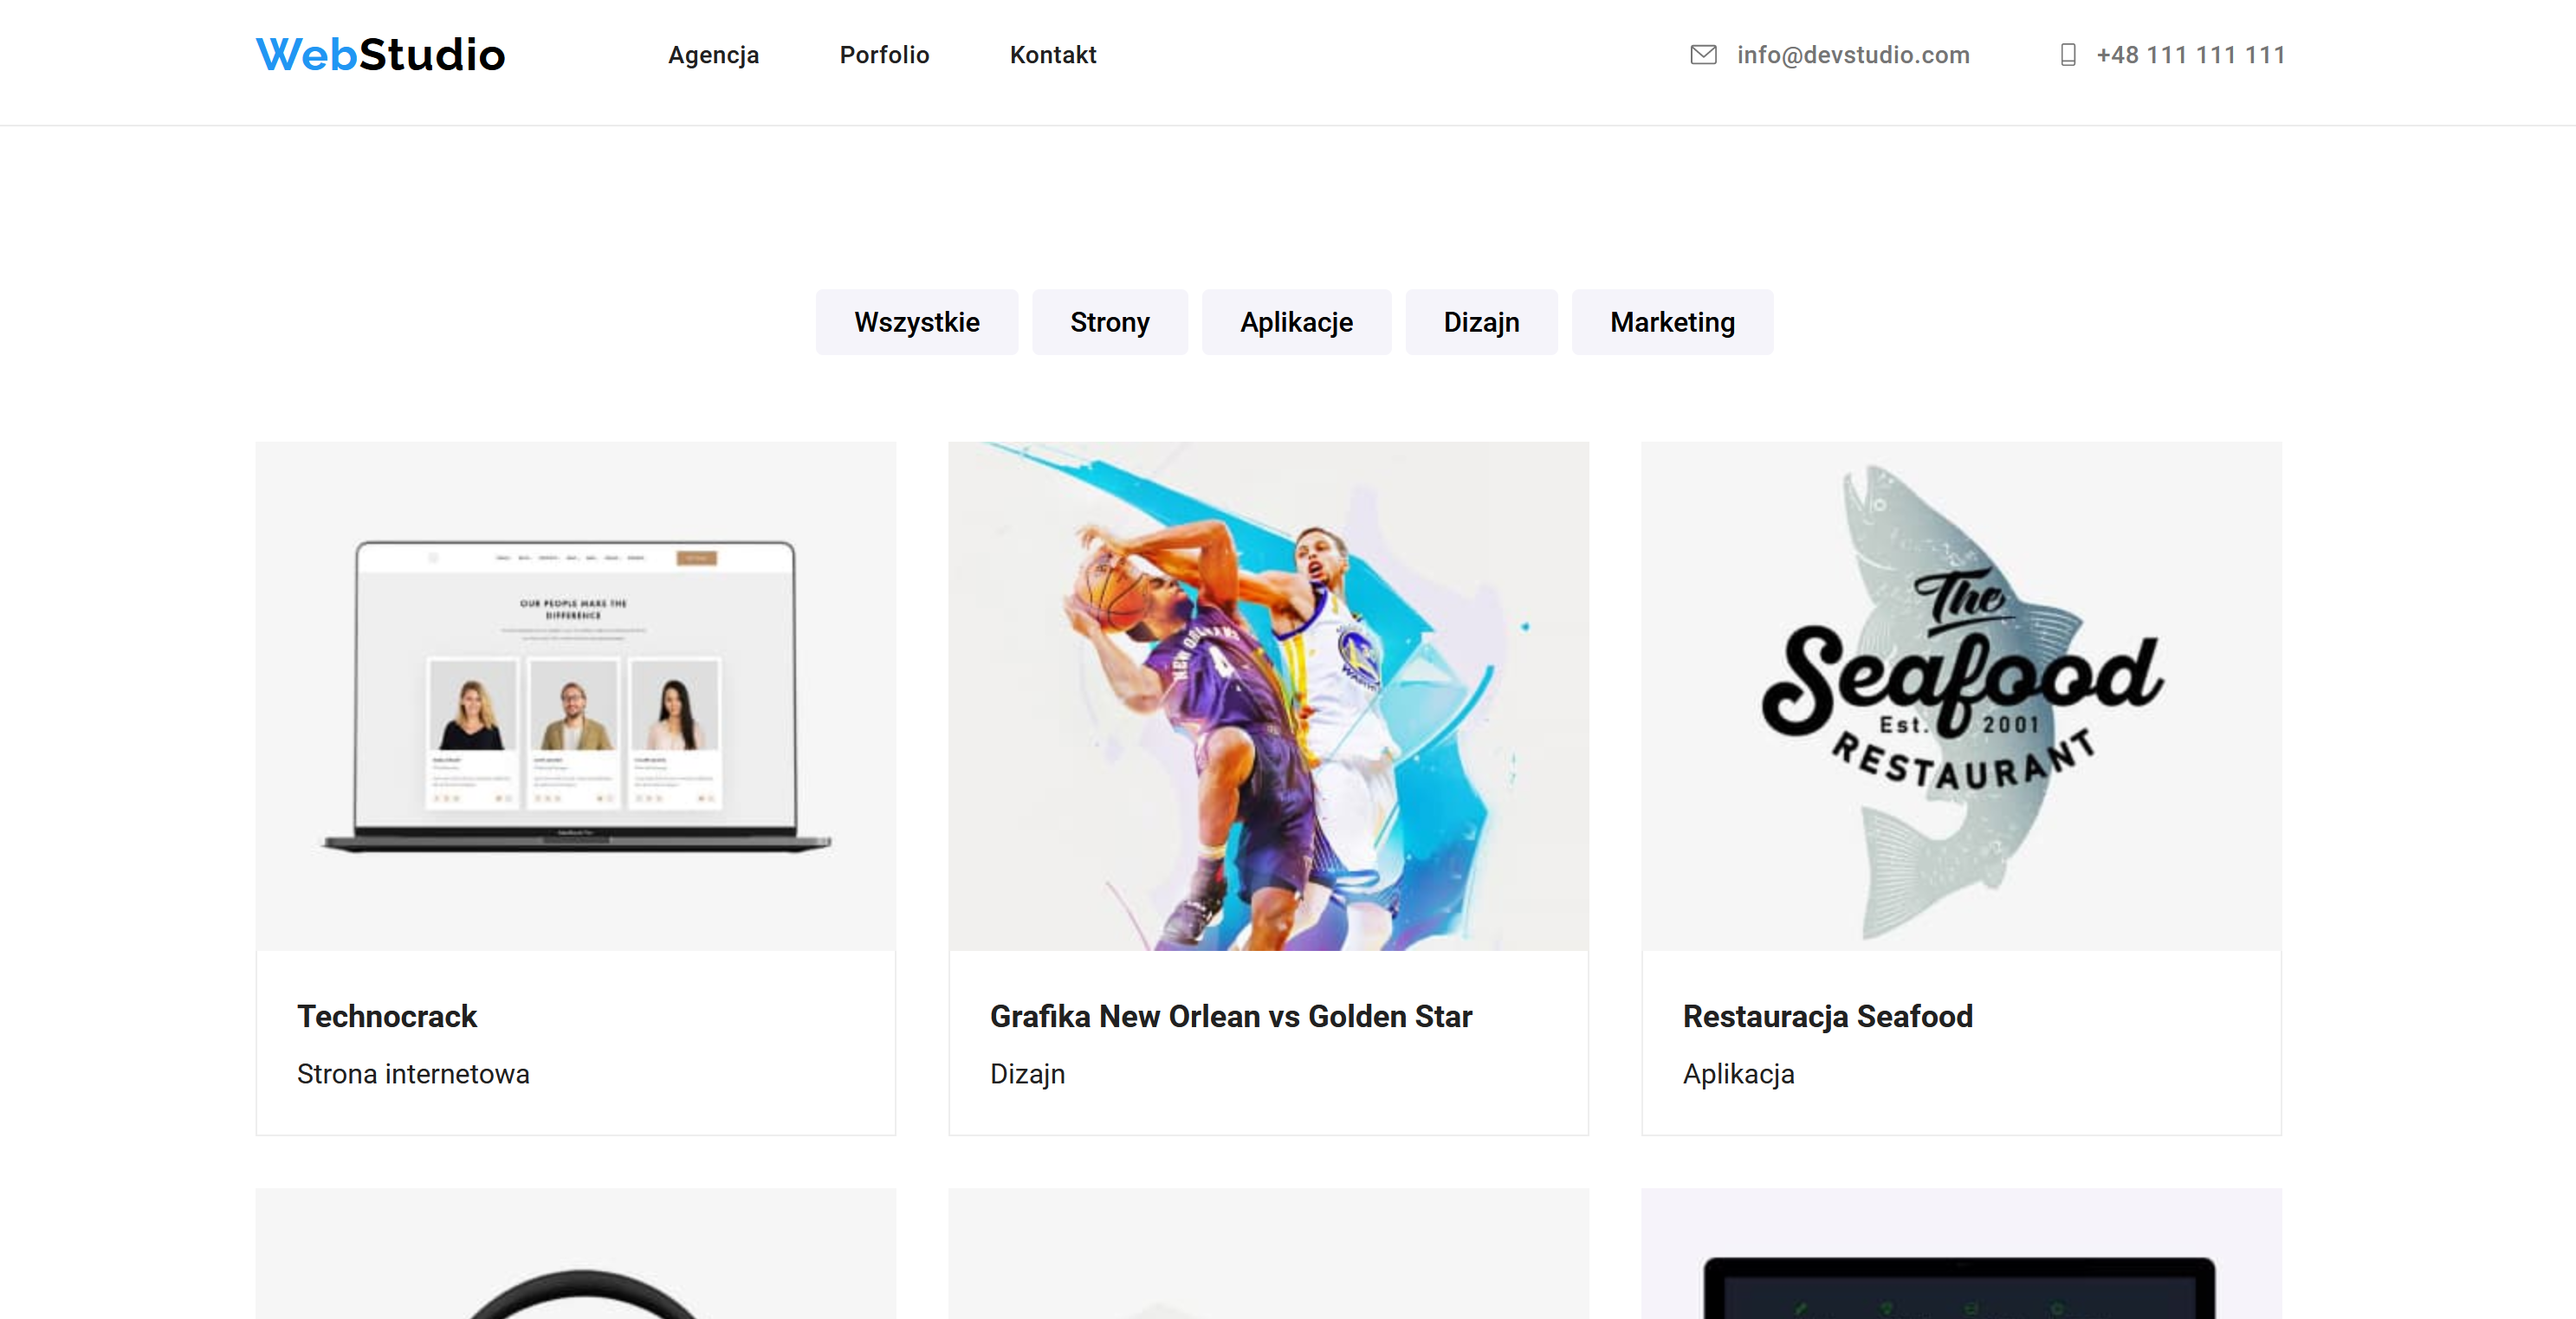 WebStudio
Agencja
Porfolio
Kontakt
info@devstudio.com
+48 111 111 111
Wszystkie
Strony
Aplikacje
Dizajn
Marketing
OUR PEOPLE MAKE THE
DIFFERENCE
NEW ORLEANS
4
The
Seafood
Est. 2001
RESTAURANT
Technocrack
Strona internetowa
Grafika New Orlean vs Golden Star
Dizajn
Restauracja Seafood
Aplikacja